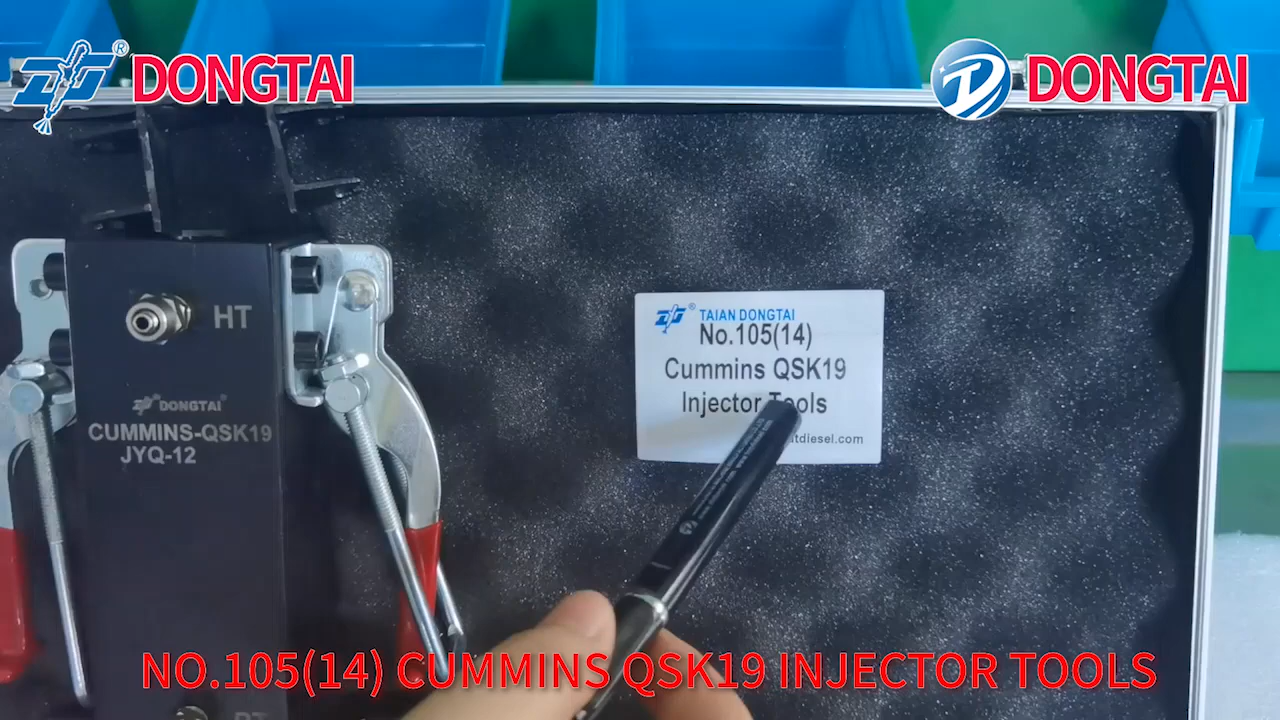 DONGTAI
DONGTAI
HT
DONGTAI
CUMMINS-QSK19
JYQ-12
TAIAN DONGTAI
No.105(14)
Cummins QSK19
Injector Tools
NO.105(14) CUMMINS QSK19 INJECTOR TOOLS